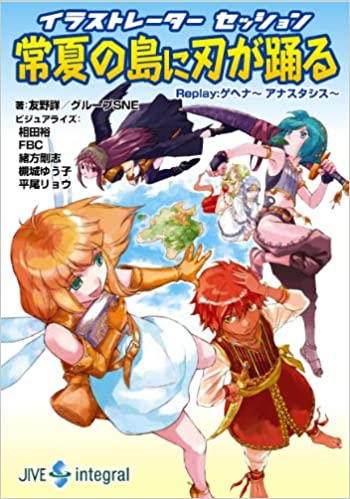 イラストレーター セッション
常夏の島に刃が踊る
Replay:ゲヘナ～ アナスタシス～
著:友野詳／グループSNE
ビジュアライズ:
相田裕
FBC
緒方剛志
槻城ゆう子
平尾リョウ
JIVE integral